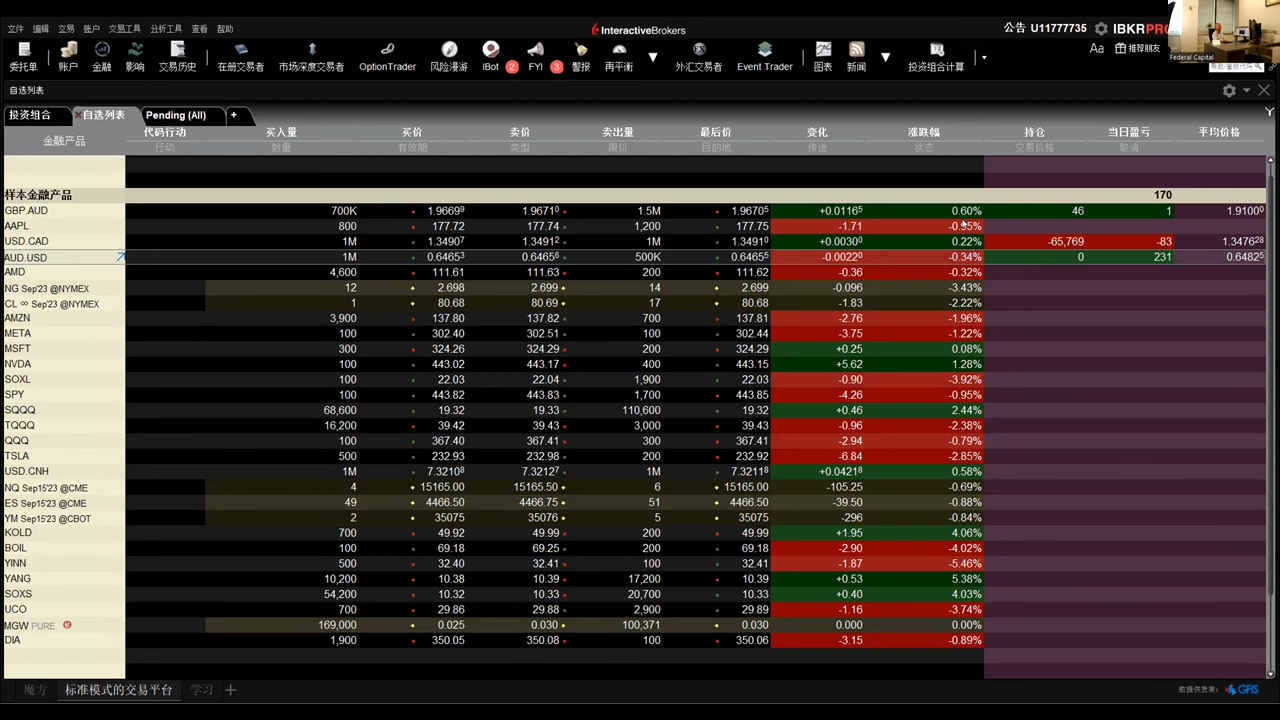 文件 编辑 交易 账户 交易工具 分析工具 查看 帮助 InteractiveBrokers 公告 U11777735 IBKR PRO
委托单 账户 金融 影响 交易历史 在册交易者 市场深度交易者 OptionTrader 风险漫游 IBot 2 FYI 3 警报 再平衡 外汇交易者 Event Trader 图表 新闻 投资组合计算 Aa 推荐朋友
Federal Capital
自选列表
投资组合 自选列表 Pending (All) +
金融产品 代码行动 买入量 买价 卖价 卖出量 最后价 变化 涨跌幅 持仓 当日盈亏 平均价格
行动 数量 有效期 类型 限价 目的地 传送 状态 交易价格 取消
样本金融产品 170
GBP.AUD 700K 1.96699 1.96710 1.5M 1.96705 +0.01165 0.60% 46 1 1.91000
AAPL 800 177.72 177.74 1,200 177.75 -1.71 -0.95%
USD.CAD 1M 1.34907 1.34912 1M 1.34910 +0.00300 0.22% -65,769 -83 1.347628
AUD.USD 1M 0.64653 0.64656 500K 0.64655 -0.00220 -0.34% 0 231 0.64825
AMD 4,600 111.61 111.63 200 111.62 -0.36 -0.32%
NG Sep'23 @NYMEX 12 2.698 2.699 14 2.699 -0.096 -3.43%
CL ∞ Sep'23 @NYMEX 1 80.68 80.69 17 80.68 -1.83 -2.22%
AMZN 3,900 137.80 137.82 700 137.81 -2.76 -1.96%
META 100 302.40 302.51 100 302.44 -3.75 -1.22%
MSFT 300 324.26 324.29 200 324.29 +0.25 0.08%
NVDA 100 443.02 443.17 400 443.15 +5.62 1.28%
SOXL 100 22.03 22.04 1,900 22.03 -0.90 -3.92%
SPY 100 443.82 443.83 1,700 443.85 -4.26 -0.95%
SQQQ 68,600 19.32 19.33 110,600 19.32 +0.46 2.44%
TQQQ 16,200 39.42 39.43 3,000 39.43 -0.96 -2.38%
QQQ 100 367.40 367.41 300 367.41 -2.94 -0.79%
TSLA 500 232.93 232.98 200 232.92 -6.84 -2.85%
USD.CNH 1M 7.32108 7.32127 1M 7.32118 +0.04218 0.58%
NQ Sep15'23 @CME 4 15165.00 15165.50 6 15165.00 -105.25 -0.69%
ES Sep15'23 @CME 49 4466.50 4466.75 51 4466.50 -39.50 -0.88%
YM Sep15'23 @CBOT 2 35075 35076 5 35075 -296 -0.84%
KOLD 700 49.92 49.99 200 49.99 +1.95 4.06%
BOIL 100 69.18 69.25 200 69.18 -2.90 -4.02%
YINN 500 32.40 32.41 100 32.41 -1.87 -5.46%
YANG 10,200 10.38 10.39 17,200 10.39 +0.53 5.38%
SOXS 54,200 10.32 10.33 20,700 10.33 +0.40 4.03%
UCO 700 29.86 29.88 2,900 29.89 -1.16 -3.74%
MGW PURE 169,000 0.025 0.030 100,371 0.030 0.000 0.00%
DIA 1,900 350.05 350.08 100 350.06 -3.15 -0.89%
魔方 标准模式的交易平台 学习 + 数据供货商: GFIS